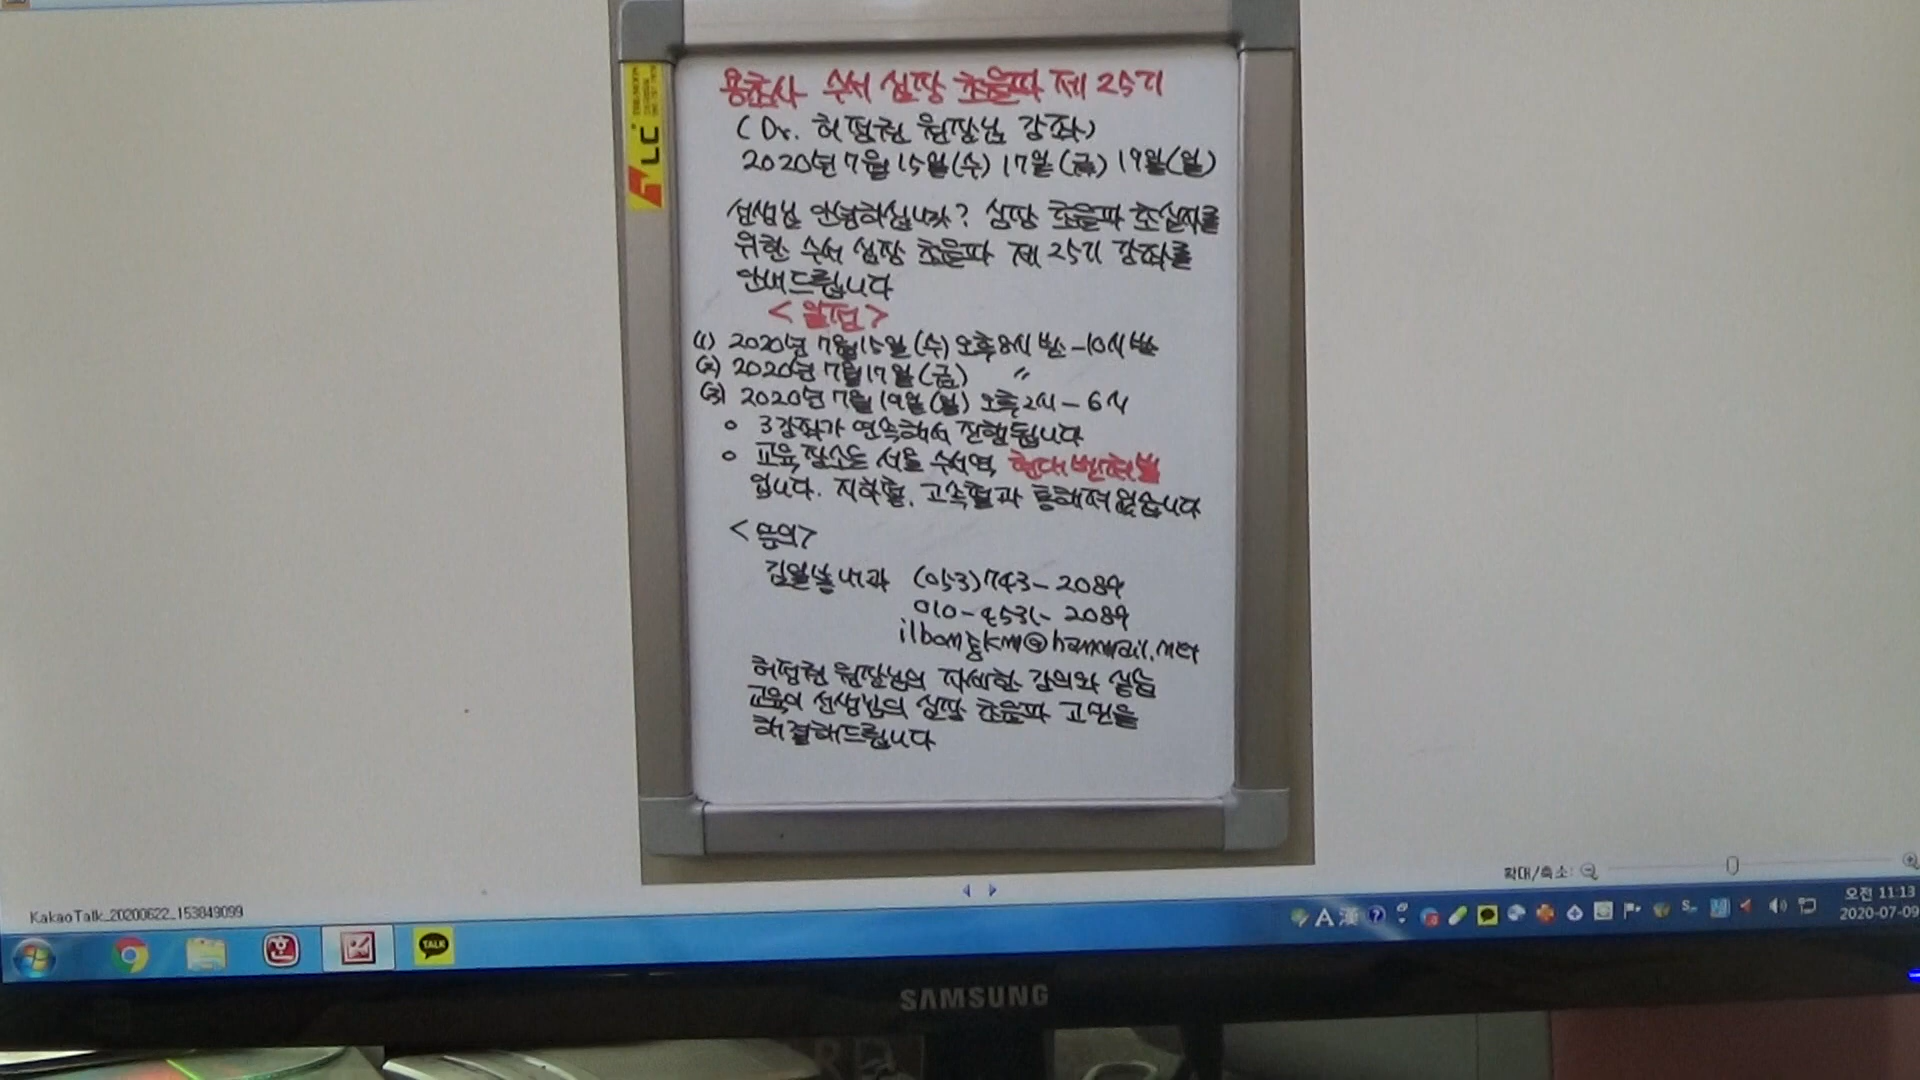 용초사 수서 심장 초음파 제 25기
(Dr. 허정권 원장님 강좌)
2020년 7월 15일(수) 17일(금) 19일(일)
선생님 안녕하십니까? 심장 초음파 초심자를
위한 수서 심장 초음파 제 25기 강좌를
안내드립니다
<일정>
(1) 2020년 7월 15일(수) 오후 8시 반-10시 반
(2) 2020년 7월 17일(금) 〃
(3) 2020년 7월 19일(일) 오후 2시-6시
○ 3강좌가 연속해서 진행됩니다
○ 교육장소는 서울 수서역, 현대벤처빌
입니다. 지하철, 고속철과 통해져있습니다
<문의>
김일봉내과 (053)743-2089
010-4531-2089
@hanmail.net
허정권 원장님의 자세한 강의와 실습
교육이 선생님의 심장 초음파 고민을
해결해드립니다
LC
확대/축소:
KakaoTalk_20200622_153849099
TALK
A 漢
오전 11:13
2020-07-09
SAMSUNG